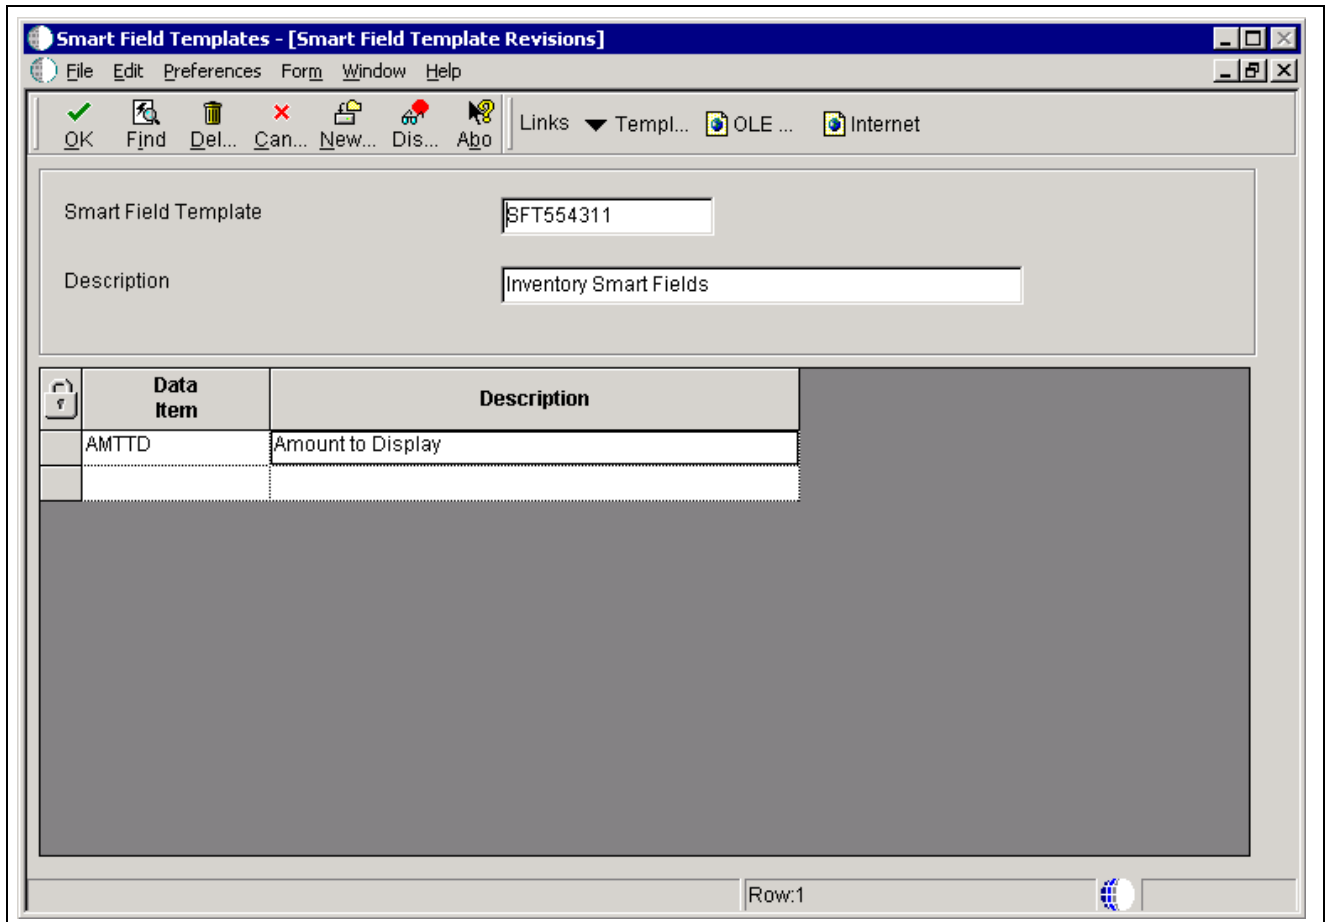 Smart Field Templates - [Smart Field Template Revisions]
File Edit Preferences Form Window Help
OK Find Del... Can... New... Dis... Abo Links Templ... OLE ... Internet
Smart Field Template SFT554311
Description Inventory Smart Fields
Data Item Description
AMTTD Amount to Display
Row:1